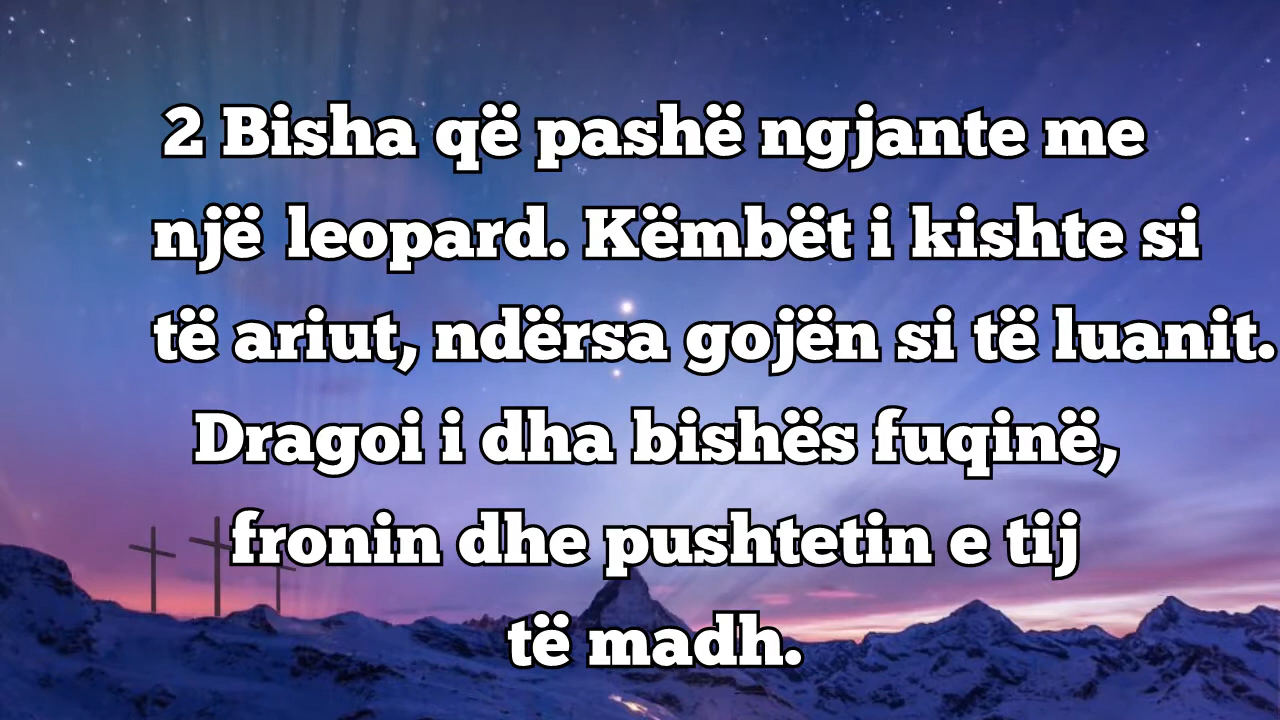 2 Bisha që pashë ngjante me
një leopard. Këmbët i kishte si
të ariut, ndërsa gojën si të luanit.
Dragoi i dha bishës fuqinë,
fronin dhe pushtetin e tij
të madh.